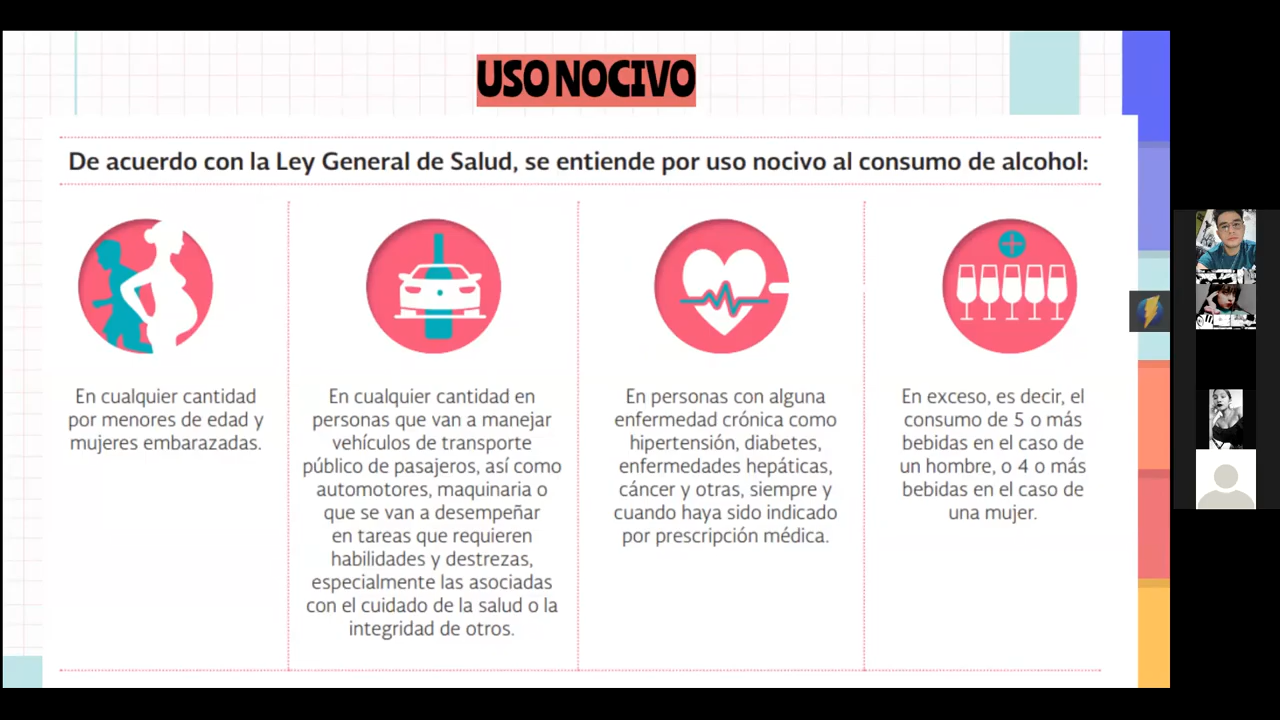 USO NOCIVO
De acuerdo con la Ley General de Salud, se entiende por uso nocivo al consumo de alcohol:
En cualquier cantidad
por menores de edad y
mujeres embarazadas.
En cualquier cantidad en
personas que van a manejar
vehículos de transporte
público de pasajeros, así como
automotores, maquinaria o
que se van a desempeñar
en tareas que requieren
habilidades y destrezas,
especialmente las asociadas
con el cuidado de la salud o la
integridad de otros.
En personas con alguna
enfermedad crónica como
hipertensión, diabetes,
enfermedades hepáticas,
cáncer y otras, siempre y
cuando haya sido indicado
por prescripción médica.
En exceso, es decir, el
consumo de 5 o más
bebidas en el caso de
un hombre, o 4 o más
bebidas en el caso de
una mujer.